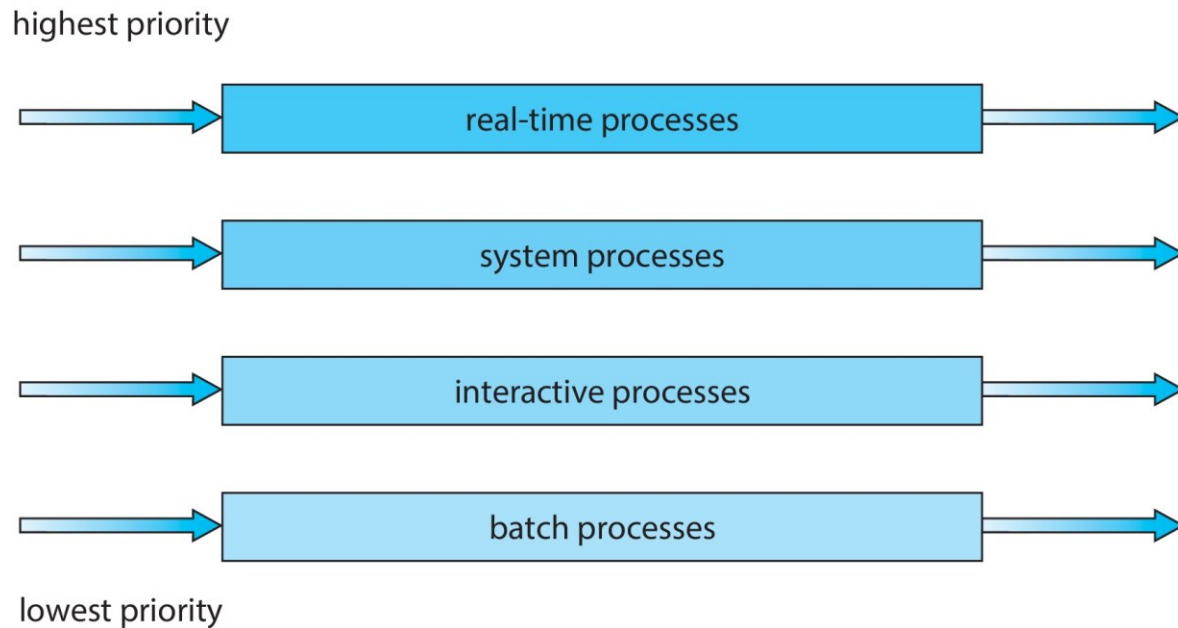 highest priority
real-time processes
system processes
interactive processes
batch processes
lowest priority